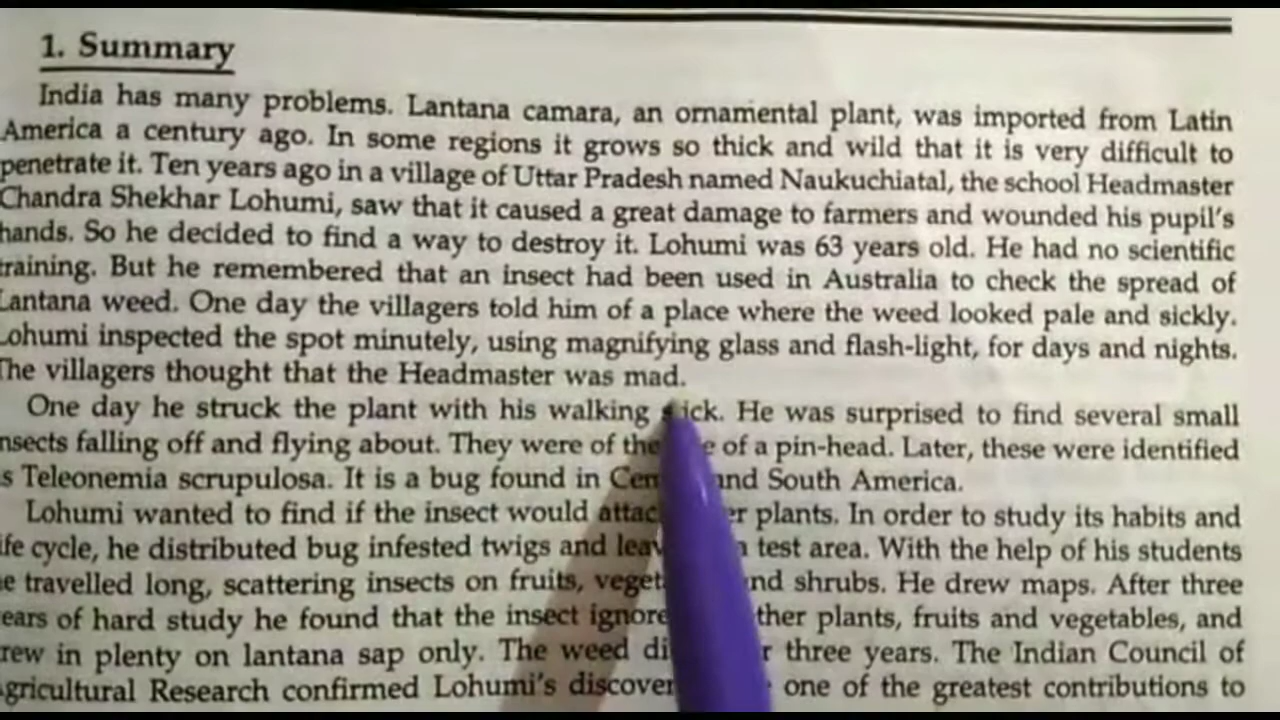 1. Summary
India has many problems. Lantana camara, an ornamental plant, was imported from Latin
America a century ago. In some regions it grows so thick and wild that it is very difficult to
penetrate it. Ten years ago in a village of Uttar Pradesh named Naukuchiatal, the school Headmaster
Chandra Shekhar Lohumi, saw that it caused a great damage to farmers and wounded his pupil's
hands. So he decided to find a way to destroy it. Lohumi was 63 years old. He had no scientific
training. But he remembered that an insect had been used in Australia to check the spread of
Lantana weed. One day the villagers told him of a place where the weed looked pale and sickly.
Lohumi inspected the spot minutely, using magnifying glass and flash-light, for days and nights.
The villagers thought that the Headmaster was mad.
One day he struck the plant with his walking stick. He was surprised to find several small
nsects falling off and flying about. They were of the of a pin-head. Later, these were identified
s Teleonemia scrupulosa. It is a bug found in and South America.
Lohumi wanted to find if the insect would plants. In order to study its habits and
ife cycle, he distributed bug infested twigs and test area. With the help of his students
e travelled long, scattering insects on fruits, and shrubs. He drew maps. After three
ears of hard study he found that the insect plants, fruits and vegetables, and
rew in plenty on lantana sap only. The weed three years. The Indian Council of
gricultural Research confirmed Lohumi's one of the greatest contributions to